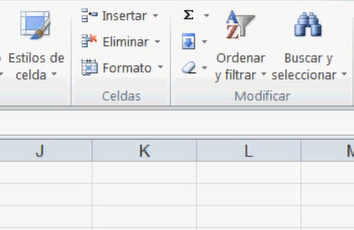 Estilos de celda
Insertar
Eliminar
Formato
Celdas
Σ
Ordenar y filtrar
Buscar y seleccionar
Modificar
J K L